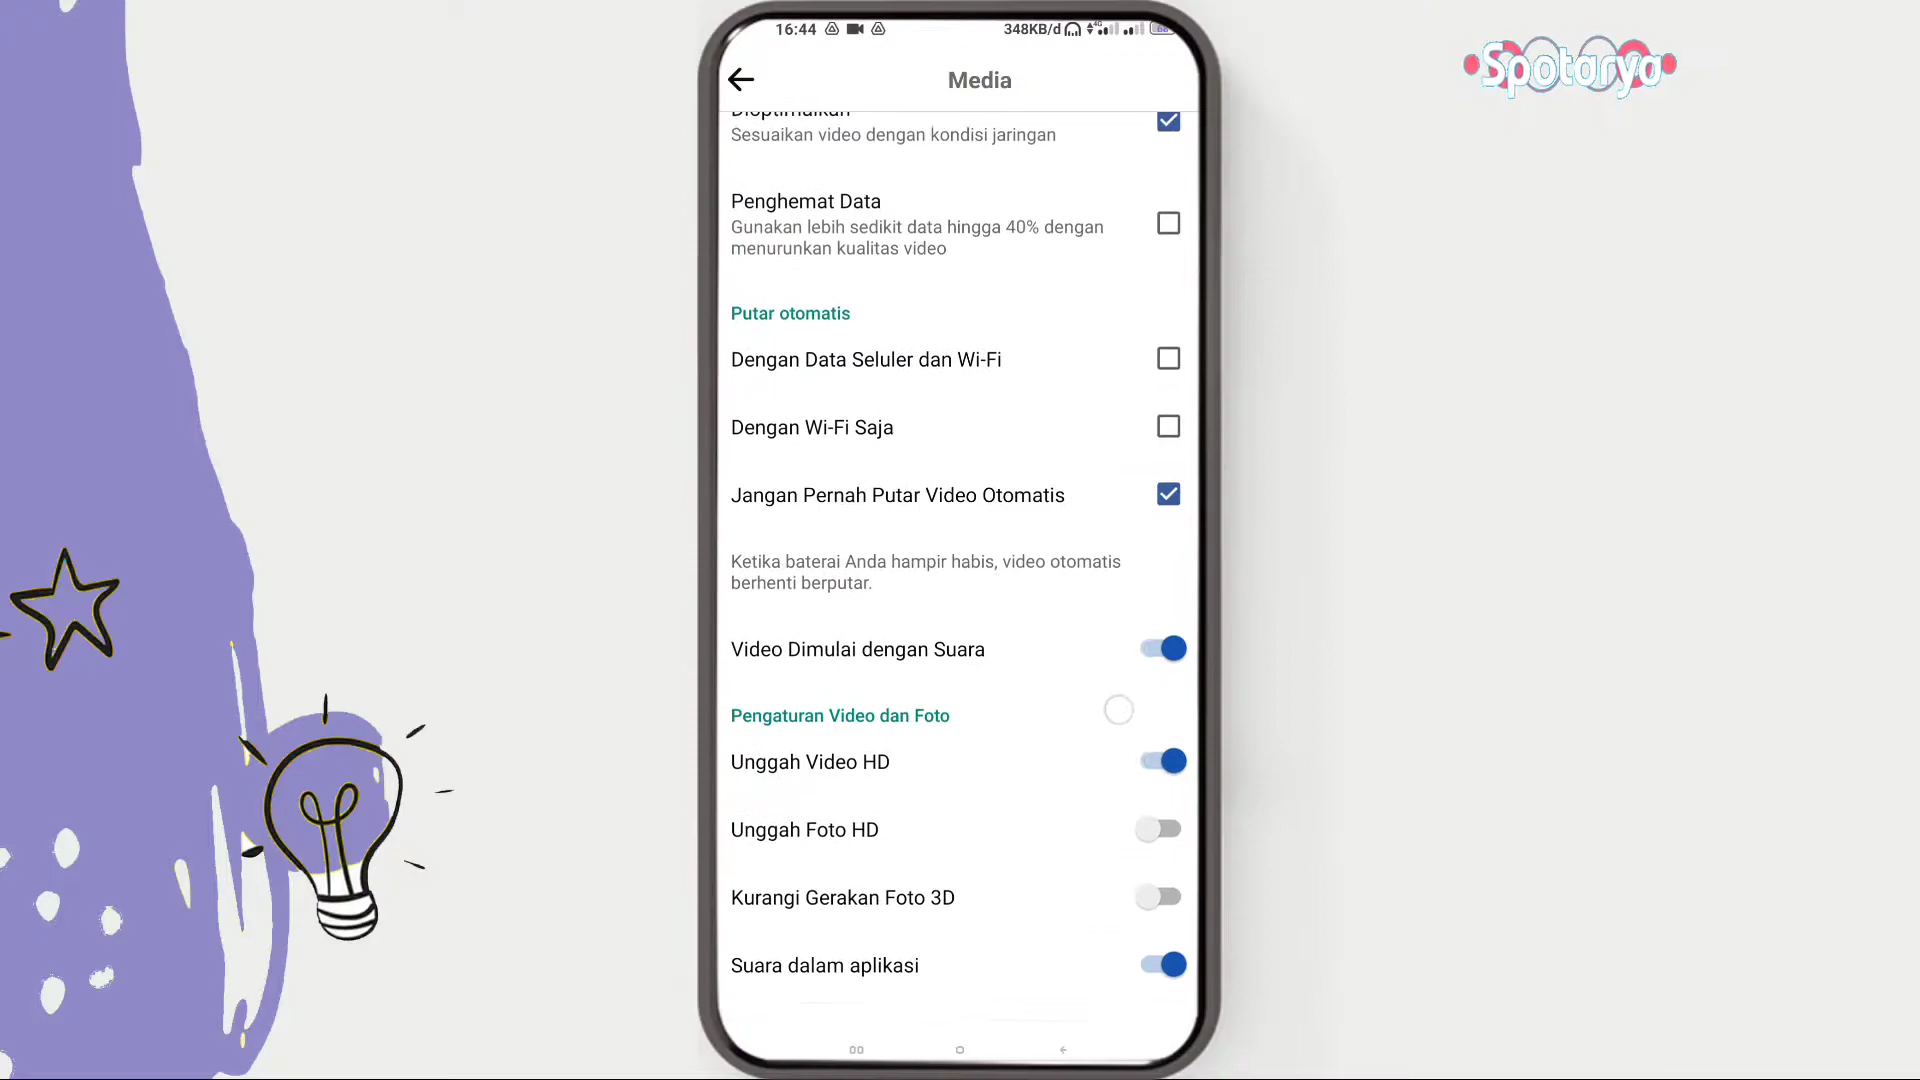 16:44
348KB/d
4G
Spotarya
Media
Dioptimalkan
Sesuaikan video dengan kondisi jaringan
Penghemat Data
Gunakan lebih sedikit data hingga 40% dengan
menurunkan kualitas video
Putar otomatis
Dengan Data Seluler dan Wi-Fi
Dengan Wi-Fi Saja
Jangan Pernah Putar Video Otomatis
Ketika baterai Anda hampir habis, video otomatis
berhenti berputar.
Video Dimulai dengan Suara
Pengaturan Video dan Foto
Unggah Video HD
Unggah Foto HD
Kurangi Gerakan Foto 3D
Suara dalam aplikasi